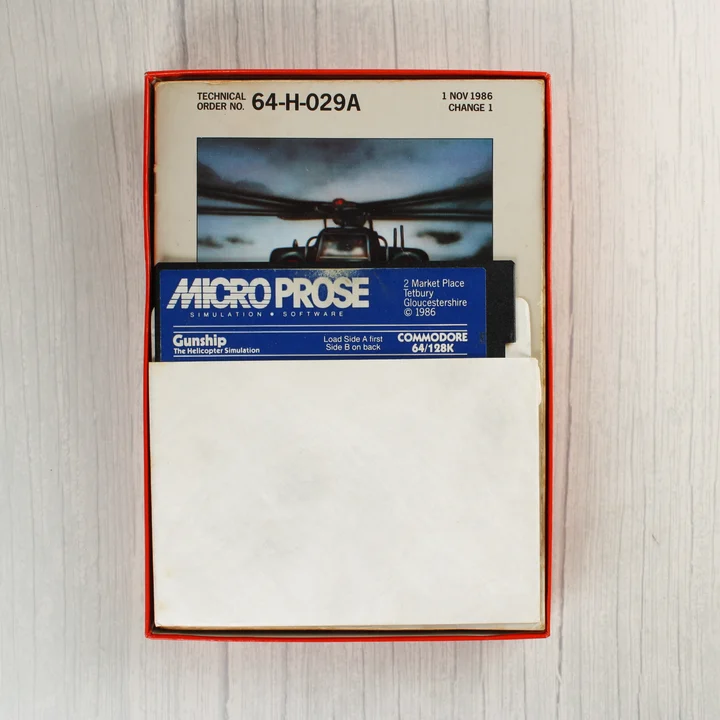 TECHNICAL
ORDER NO. 64-H-029A
1 NOV 1986
CHANGE 1
MICRO PROSE
SIMULATION • SOFTWARE
2 Market Place
Tetbury
Gloucestershire
© 1986
Gunship
The Helicopter Simulation
Load Side A first
Side B on back
COMMODORE
64/128K